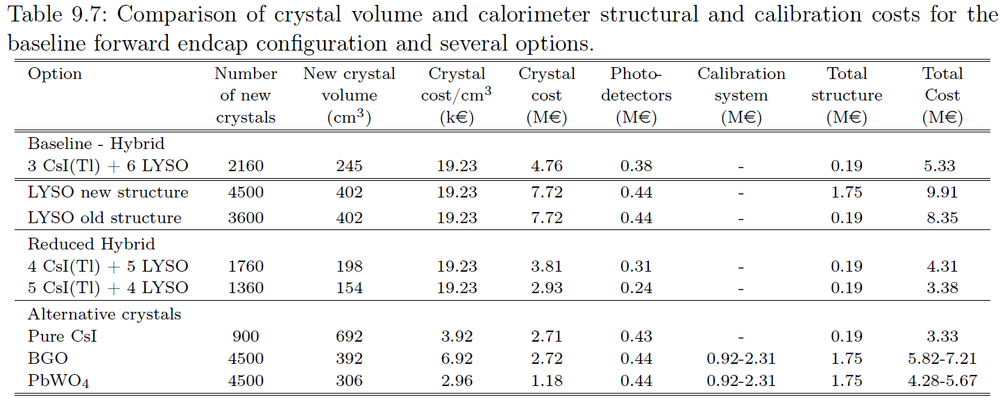 Table 9.7: Comparison of crystal volume and calorimeter structural and calibration costs for the
baseline forward endcap configuration and several options.
Option Number New crystal Crystal Crystal Photo- Calibration Total Total
of new volume cost/cm³ cost detectors system structure Cost
crystals (cm³) (k€) (M€) (M€) (M€) (M€) (M€)
Baseline - Hybrid
3 CsI(Tl) + 6 LYSO 2160 245 19.23 4.76 0.38 - 0.19 5.33
LYSO new structure 4500 402 19.23 7.72 0.44 - 1.75 9.91
LYSO old structure 3600 402 19.23 7.72 0.44 - 0.19 8.35
Reduced Hybrid
4 CsI(Tl) + 5 LYSO 1760 198 19.23 3.81 0.31 - 0.19 4.31
5 CsI(Tl) + 4 LYSO 1360 154 19.23 2.93 0.24 - 0.19 3.38
Alternative crystals
Pure CsI 900 692 3.92 2.71 0.43 - 0.19 3.33
BGO 4500 392 6.92 2.72 0.44 0.92-2.31 1.75 5.82-7.21
PbWO₄ 4500 306 2.96 1.18 0.44 0.92-2.31 1.75 4.28-5.67